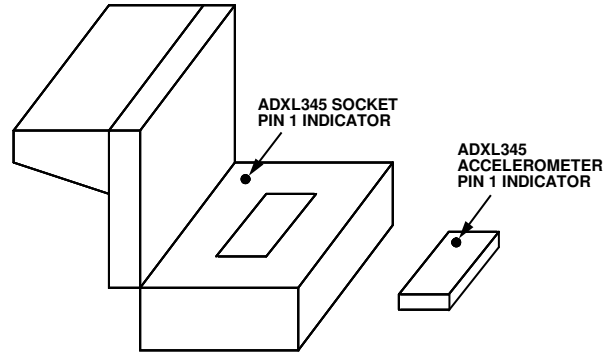 ADXL345 SOCKET
PIN 1 INDICATOR
ADXL345
ACCELEROMETER
PIN 1 INDICATOR